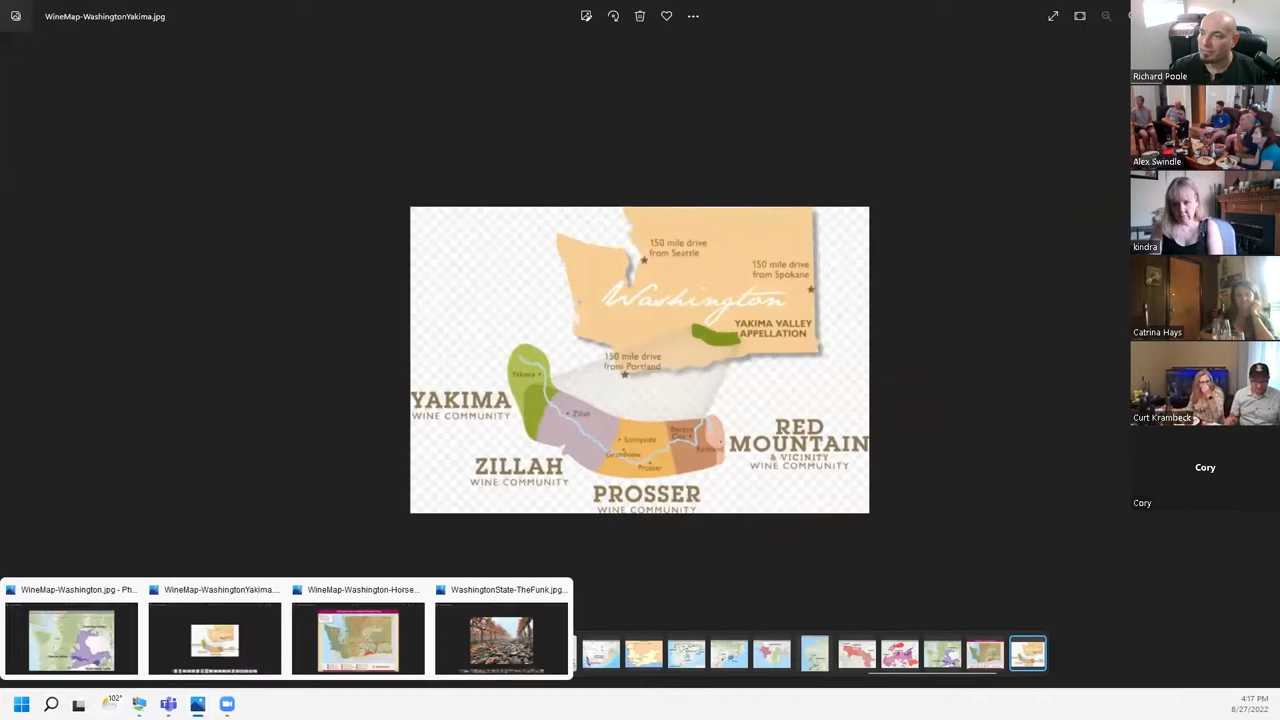 WineMap-WashingtonYakima.jpg
Richard Poole
Alex Swindle
kindra
Catrina Hays
Curt Krambeck
Cory
Cory
150 mile drive
from Seattle
150 mile drive
from Spokane
Washington
YAKIMA VALLEY
APPELLATION
150 mile drive
from Portland
Yakima
YAKIMA
WINE COMMUNITY
Zillah
ZILLAH
WINE COMMUNITY
Sunnyside
Grandview
Prosser
PROSSER
WINE COMMUNITY
Benton
City
Richland
RED
MOUNTAIN
& VICINITY
WINE COMMUNITY
WineMap-Washington.jpg - Ph...
WineMap-WashingtonYakima....
WineMap-Washington-Horse...
WashingtonState-TheFunk.jpg...
102°
4:17 PM
8/27/2022